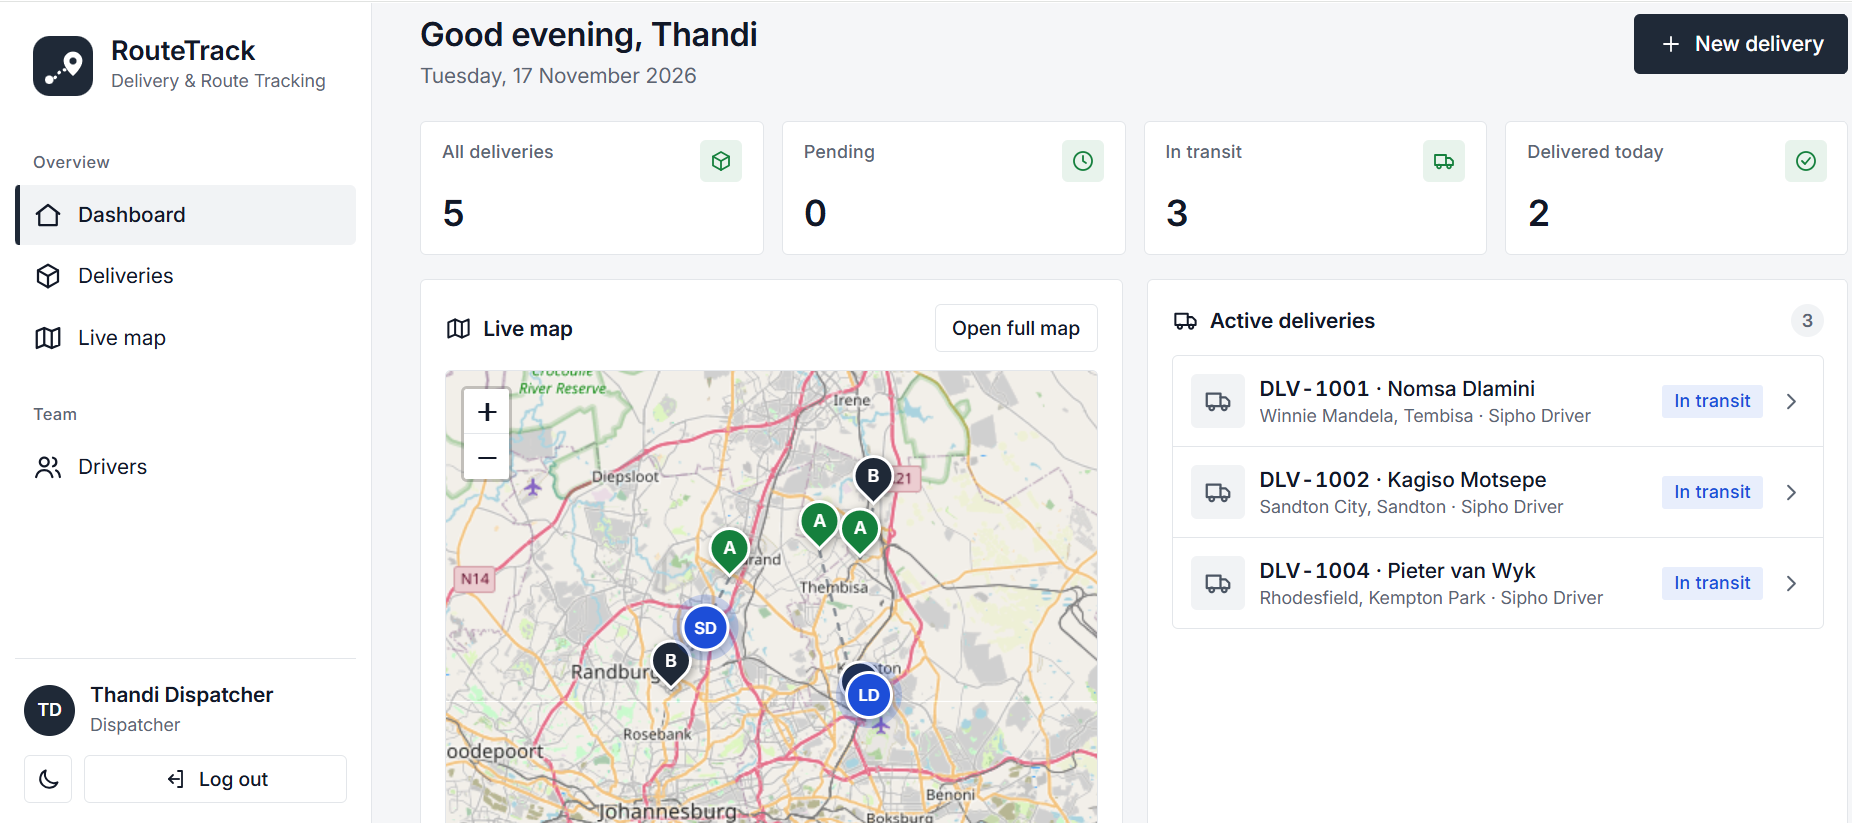 RouteTrack
Delivery & Route Tracking
Overview
Dashboard
Deliveries
Live map
Team
Drivers
TD
Thandi Dispatcher
Dispatcher
Log out
Good evening, Thandi
Tuesday, 17 November 2026
+ New delivery
All deliveries
5
Pending
0
In transit
3
Delivered today
2
Live map
Open full map
+
−
River Reserve
Irene
Diepsloot
B
21
A
A
A
rand
N14
Thembisa
SD
B
Randburg
LD
Rosebank
oodepoort
Benoni
Johannesburg
Boksburg
Active deliveries
3
DLV-1001 · Nomsa Dlamini
Winnie Mandela, Tembisa · Sipho Driver
In transit
DLV-1002 · Kagiso Motsepe
Sandton City, Sandton · Sipho Driver
In transit
DLV-1004 · Pieter van Wyk
Rhodesfield, Kempton Park · Sipho Driver
In transit